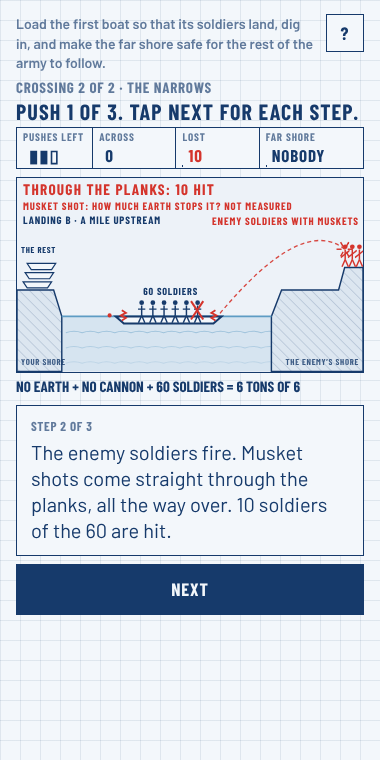 Load the first boat so that its soldiers land, dig
in, and make the far shore safe for the rest of the
army to follow.
?
CROSSING 2 OF 2 · THE NARROWS
PUSH 1 OF 3. TAP NEXT FOR EACH STEP.
PUSHES LEFT
ACROSS
0
LOST
10
FAR SHORE
NOBODY
THROUGH THE PLANKS: 10 HIT
MUSKET SHOT: HOW MUCH EARTH STOPS IT? NOT MEASURED
LANDING B · A MILE UPSTREAM
ENEMY SOLDIERS WITH MUSKETS
THE REST
60 SOLDIERS
YOUR SHORE
THE ENEMY'S SHORE
NO EARTH + NO CANNON + 60 SOLDIERS = 6 TONS OF 6
STEP 2 OF 3
The enemy soldiers fire. Musket
shots come straight through the
planks, all the way over. 10 soldiers
of the 60 are hit.
NEXT